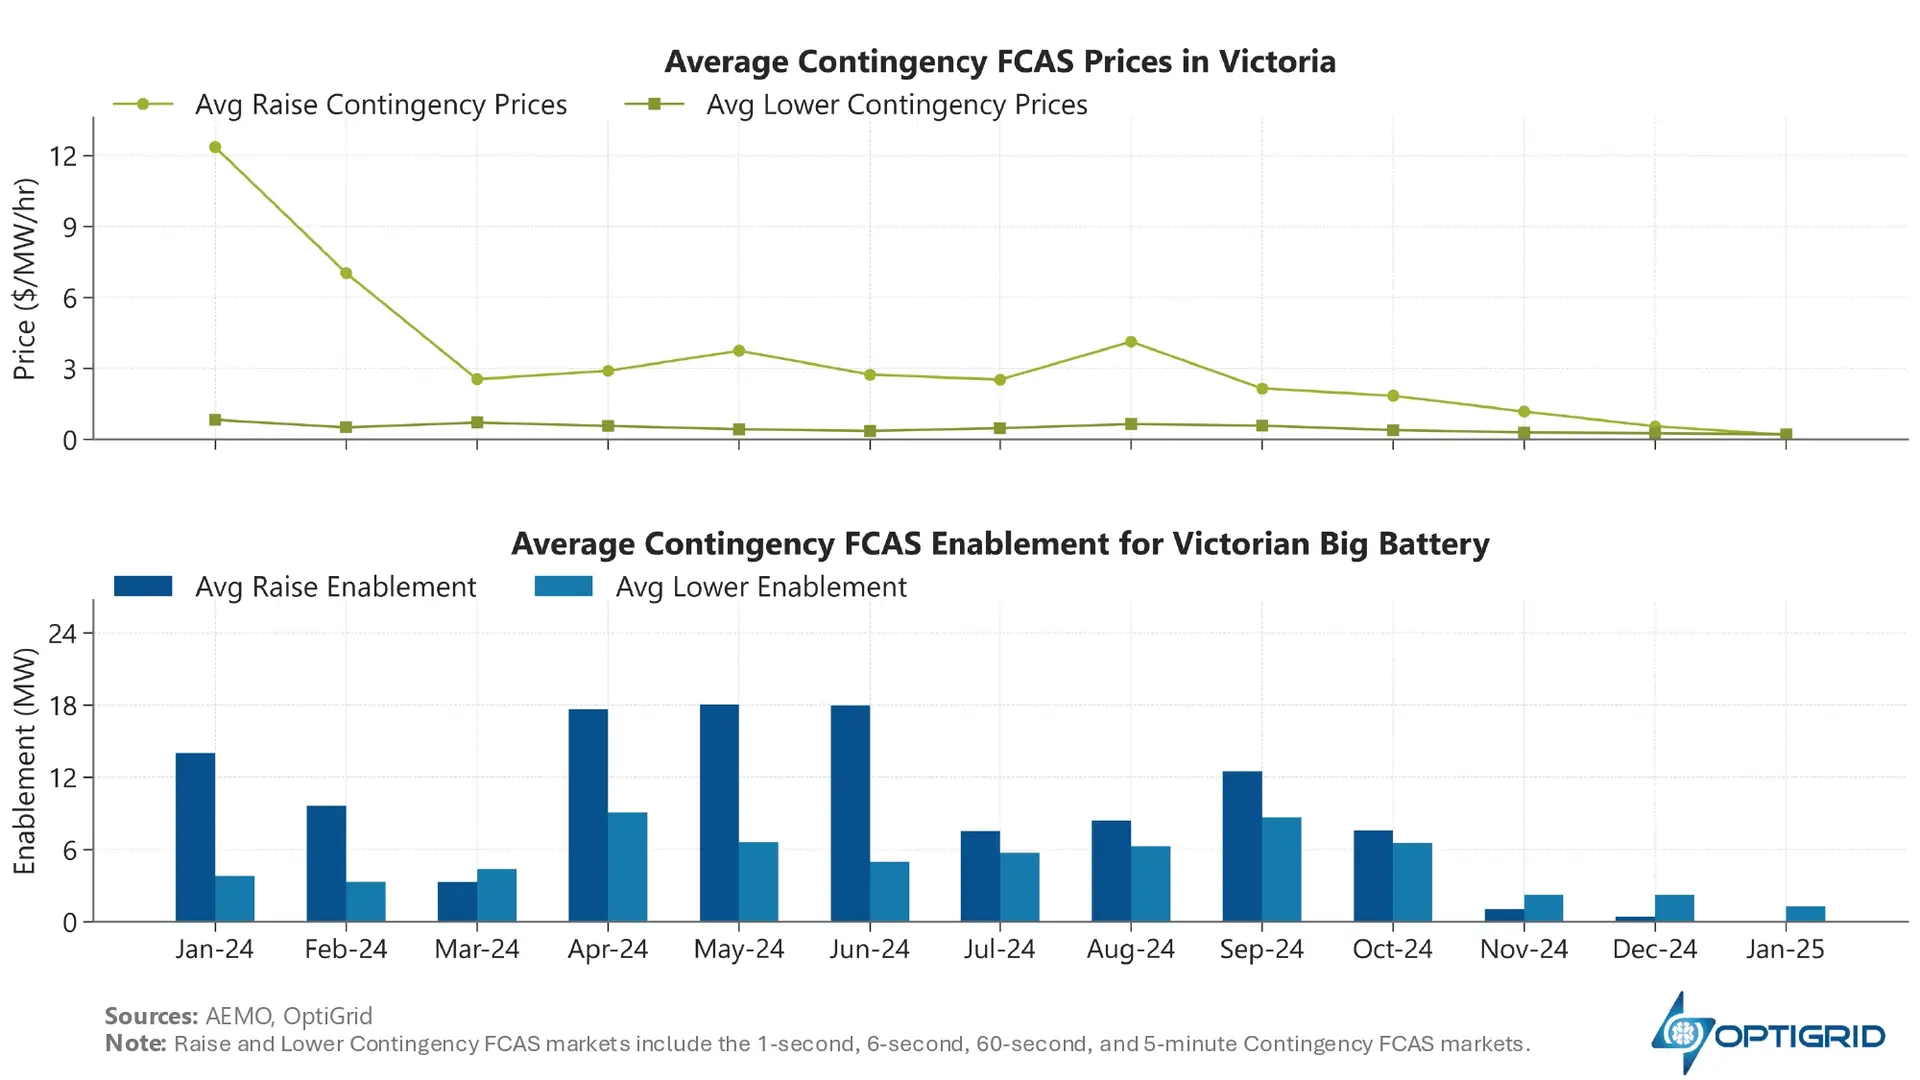 Average Contingency FCAS Prices in Victoria
Avg Raise Contingency Prices
Avg Lower Contingency Prices
Price ($/MW/hr)
12
9
6
3
0
Average Contingency FCAS Enablement for Victorian Big Battery
Avg Raise Enablement
Avg Lower Enablement
Enablement (MW)
24
18
12
6
0
Jan-24 Feb-24 Mar-24 Apr-24 May-24 Jun-24 Jul-24 Aug-24 Sep-24 Oct-24 Nov-24 Dec-24 Jan-25
Sources: AEMO, OptiGrid
Note: Raise and Lower Contingency FCAS markets include the 1-second, 6-second, 60-second, and 5-minute Contingency FCAS markets.
OPTIGRID